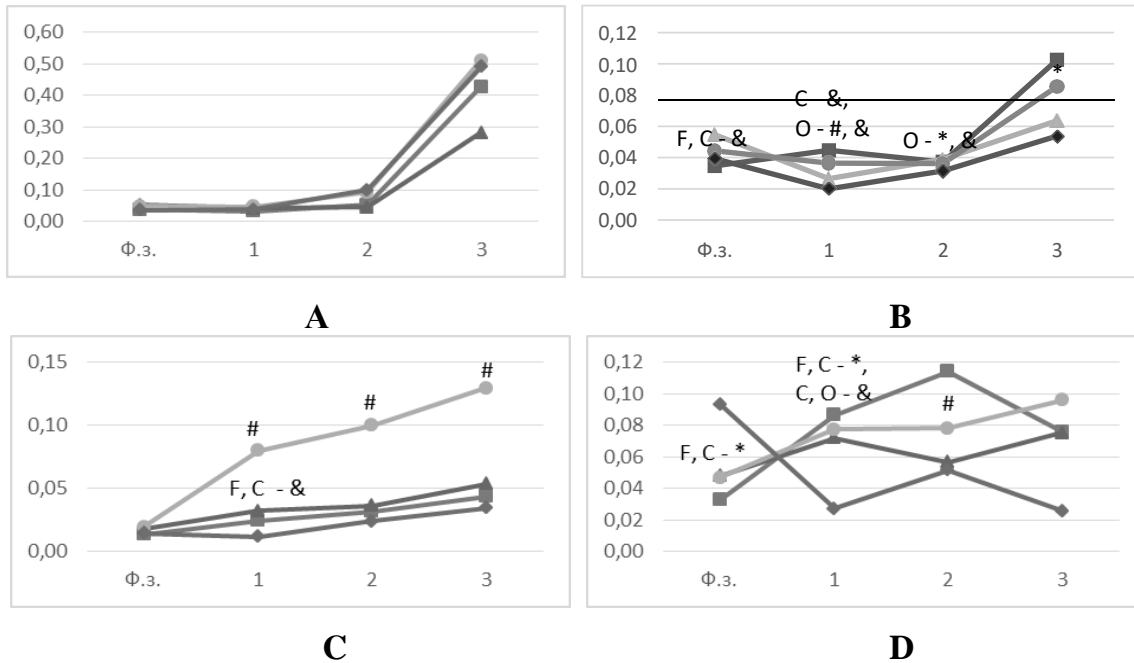 0,60
0,50
0,40
0,30
0,20
0,10
0,00
Ф.з. 1 2 3
A
0,12
0,10
0,08
0,06
0,04
0,02
0,00
F, C - &
C - &,
O - #, &
O - *, &
*
Ф.з. 1 2 3
B
0,15
0,10
0,05
0,00
#
#
#
F, C - &
Ф.з. 1 2 3
C
0,12
0,10
0,08
0,06
0,04
0,02
0,00
F, C - *
F, C - *,
C, O - &
#
Ф.з. 1 2 3
D